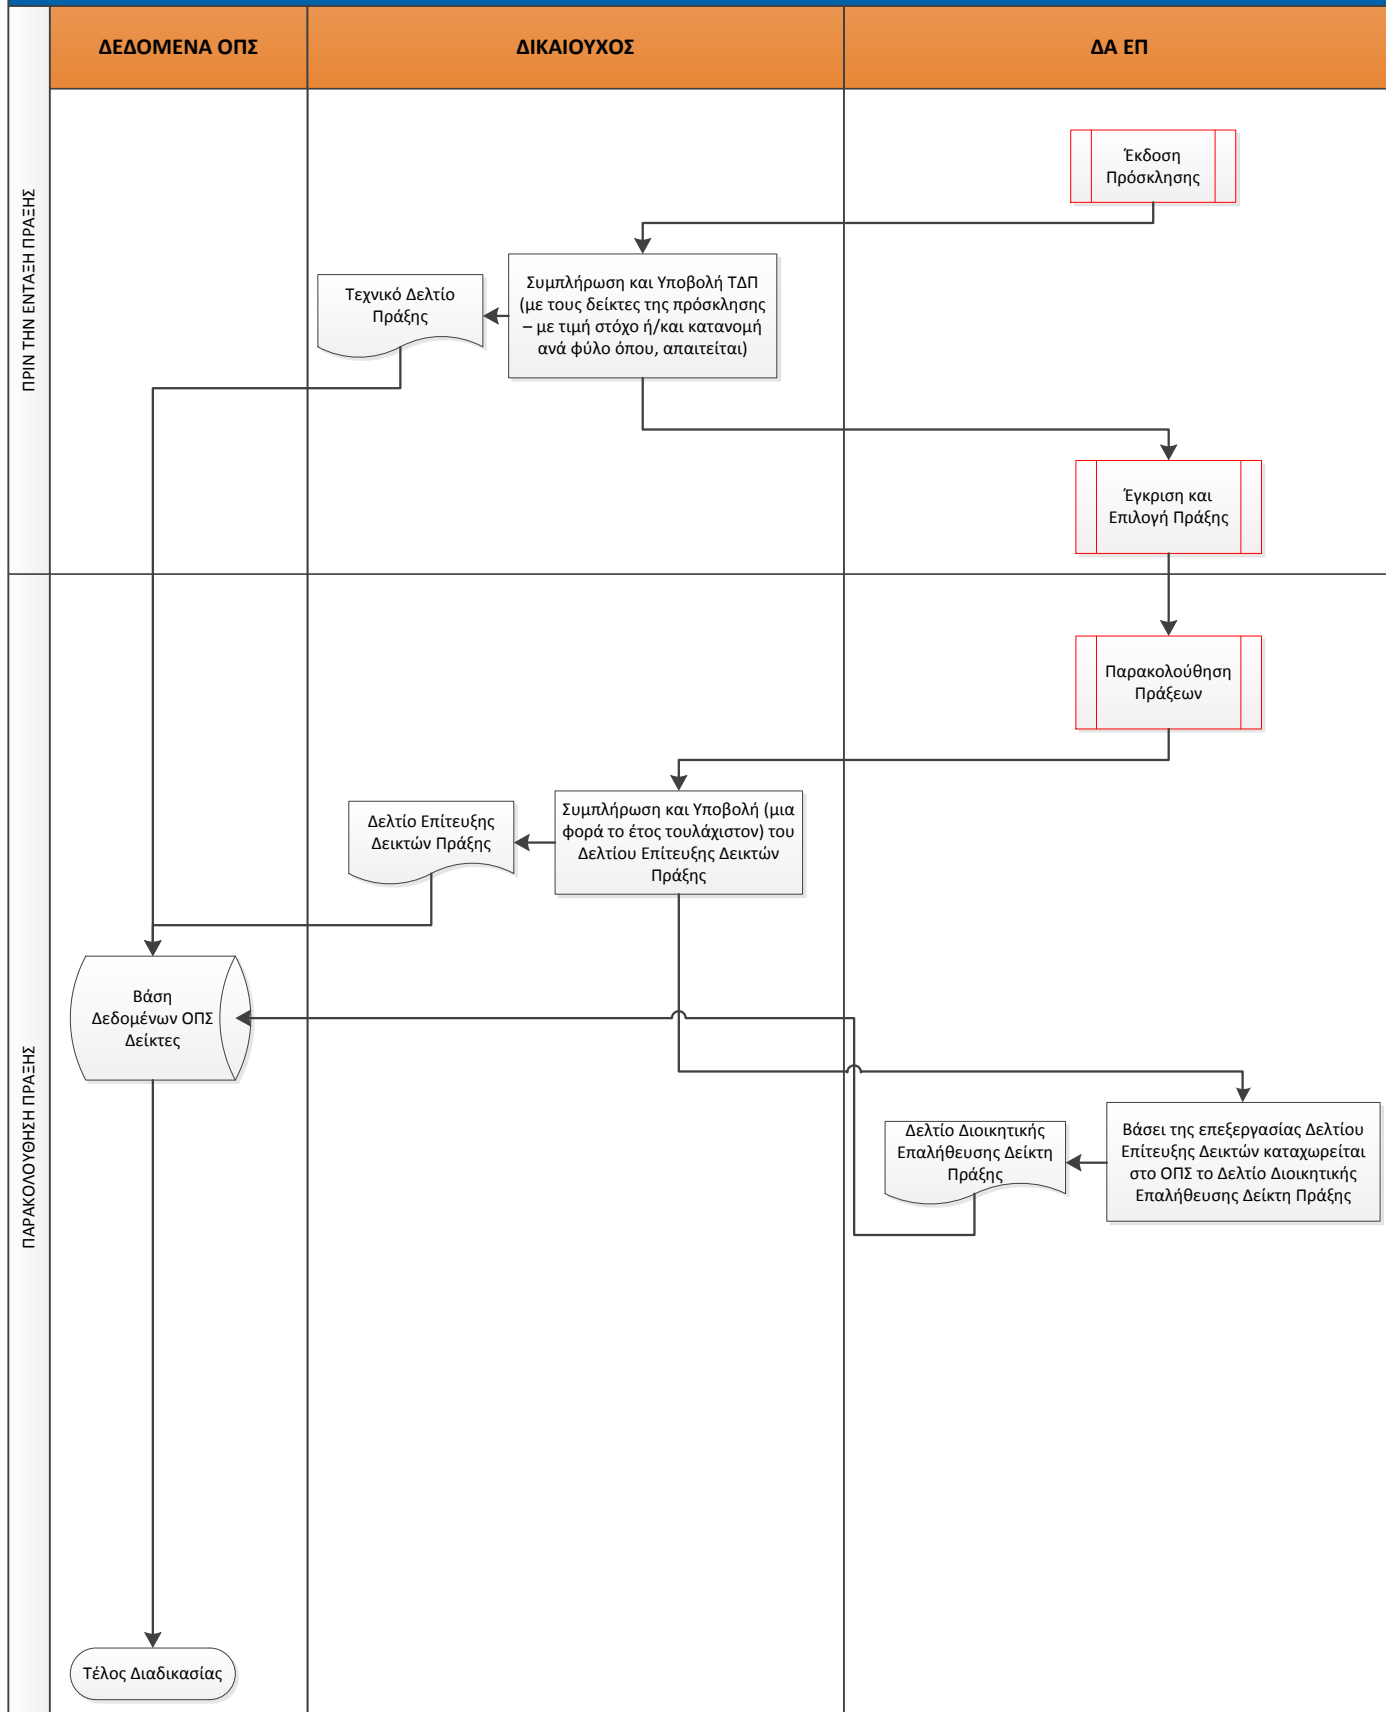 ΔΕΔΟΜΕΝΑ ΟΠΣ
ΔΙΚΑΙΟΥΧΟΣ
ΔΑ ΕΠ
ΠΡΙΝ ΤΗΝ ΕΝΤΑΞΗ ΠΡΑΞΗΣ
Έκδοση
Πρόσκλησης
Συμπλήρωση και Υποβολή ΤΔΠ
(με τους δείκτες της πρόσκλησης
– με τιμή στόχο ή/και κατανομή
ανά φύλο όπου, απαιτείται)
Τεχνικό Δελτίο
Πράξης
Έγκριση και
Επιλογή Πράξης
ΠΑΡΑΚΟΛΟΥΘΗΣΗ ΠΡΑΞΗΣ
Παρακολούθηση
Πράξεων
Συμπλήρωση και Υποβολή (μια
φορά το έτος τουλάχιστον) του
Δελτίου Επίτευξης Δεικτών
Πράξης
Δελτίο Επίτευξης
Δεικτών Πράξης
Βάση
Δεδομένων ΟΠΣ
Δείκτες
Βάσει της επεξεργασίας Δελτίου
Επίτευξης Δεικτών καταχωρείται
στο ΟΠΣ το Δελτίο Διοικητικής
Επαλήθευσης Δείκτη Πράξης
Δελτίο Διοικητικής
Επαλήθευσης Δείκτη
Πράξης
Τέλος Διαδικασίας